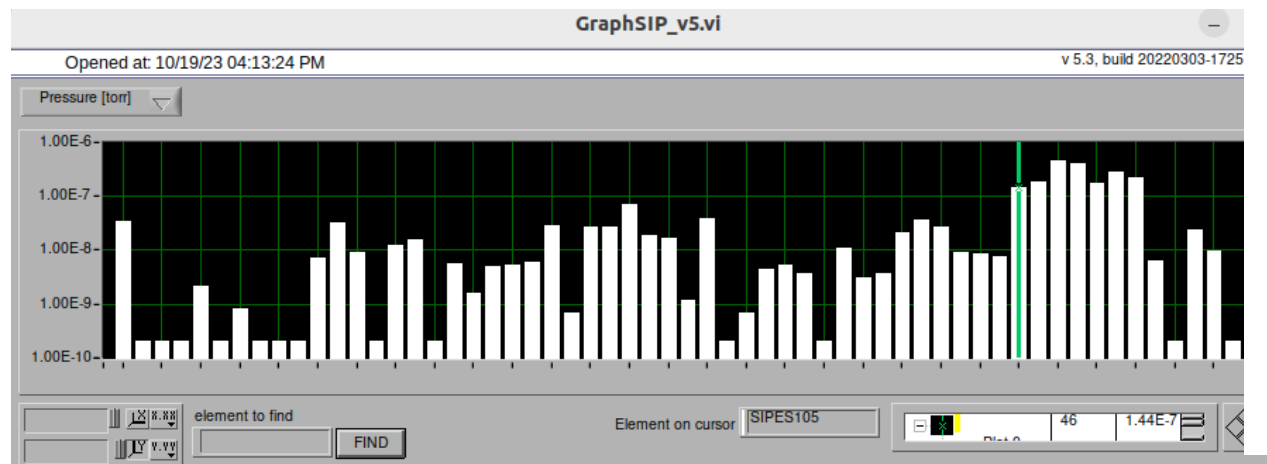 GraphSIP_v5.vi
Opened at: 10/19/23 04:13:24 PM
v 5.3, build 20220303-1725
Pressure [torr]
1.00E-6
1.00E-7
1.00E-8
1.00E-9
1.00E-10
element to find
FIND
Element on cursor
SIPES105
46
1.44E-7